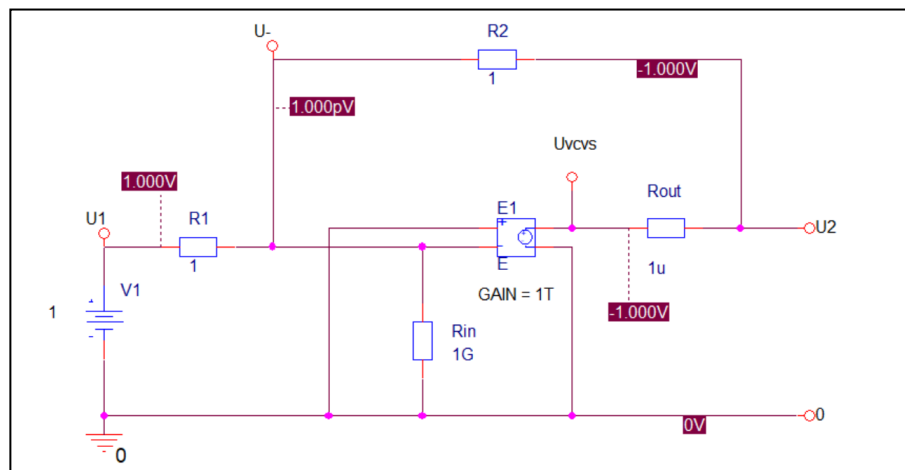 U-
R2
1
-1.000V
1.000pV
Uvcvs
1.000V
U1
R1
1
E1
Rout
U2
+
-
E
1u
V1
1
GAIN = 1T
-1.000V
Rin
1G
0V
0
0